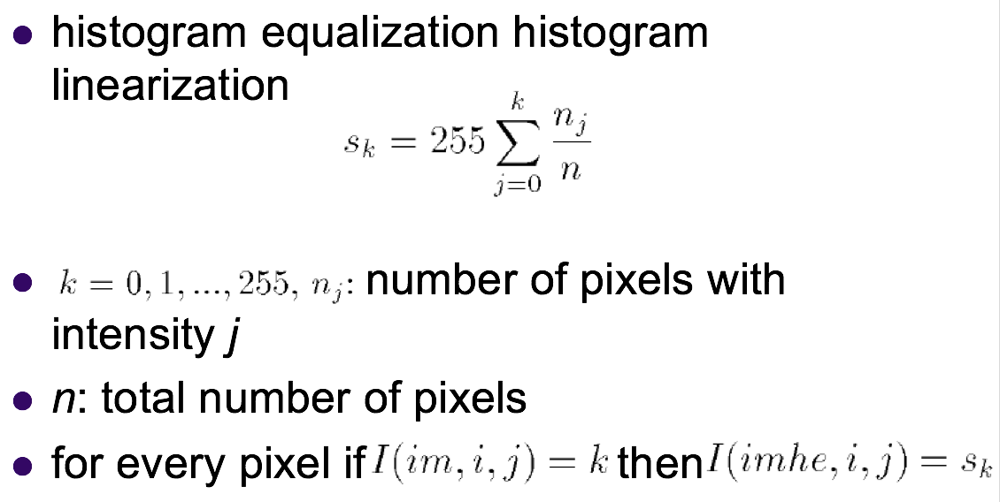 • histogram equalization histogram
linearization
s_k = 255 \sum_{j=0}^{k} \frac{n_j}{n}
• k = 0, 1, ..., 255, n_j: number of pixels with
intensity j
• n: total number of pixels
• for every pixel if I(im, i, j) = k then I(imhe, i, j) = s_k